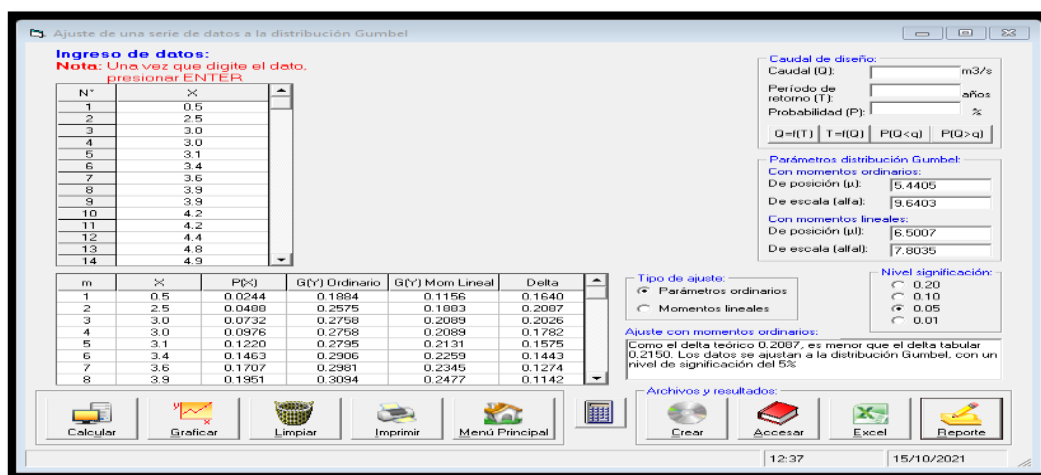 Ajuste de una serie de datos a la distribución Gumbel
Ingreso de datos:
Nota: Una vez que digite el dato,
presionar ENTER
N° X
1 0.5
2 2.5
3 3.0
4 3.0
5 3.1
6 3.4
7 3.6
8 3.9
9 3.9
10 4.2
11 4.2
12 4.4
13 4.8
14 4.9
Caudal de diseño:
Caudal (Q): m3/s
Período de
retorno (T): años
Probabilidad (P): %
Q=f(T) T=f(Q) P(Q<q) P(Q>q)
Parámetros distribución Gumbel:
Con momentos ordinarios:
De posición (µ): 5.4405
De escala (alfa): 9.6403
Con momentos lineales:
De posición (µl): 6.5007
De escala (alfal): 7.8035
m X P(X) G(Y) Ordinario G(Y) Mom Lineal Delta
1 0.5 0.0244 0.1884 0.1156 0.1640
2 2.5 0.0488 0.2575 0.1883 0.2087
3 3.0 0.0732 0.2758 0.2089 0.2026
4 3.0 0.0976 0.2758 0.2089 0.1782
5 3.1 0.1220 0.2795 0.2131 0.1575
6 3.4 0.1463 0.2906 0.2259 0.1443
7 3.6 0.1707 0.2981 0.2345 0.1274
8 3.9 0.1951 0.3094 0.2477 0.1142
Tipo de ajuste:
Parámetros ordinarios
Momentos lineales
Nivel significación:
0.20
0.10
0.05
0.01
Ajuste con momentos ordinarios:
Como el delta teórico 0.2087, es menor que el delta tabular
0.2150. Los datos se ajustan a la distribución Gumbel, con un
nivel de significación del 5%
Calcular Graficar Limpiar Imprimir Menú Principal
Archivos y resultados:
Crear Accesar Excel Reporte
12:37 15/10/2021